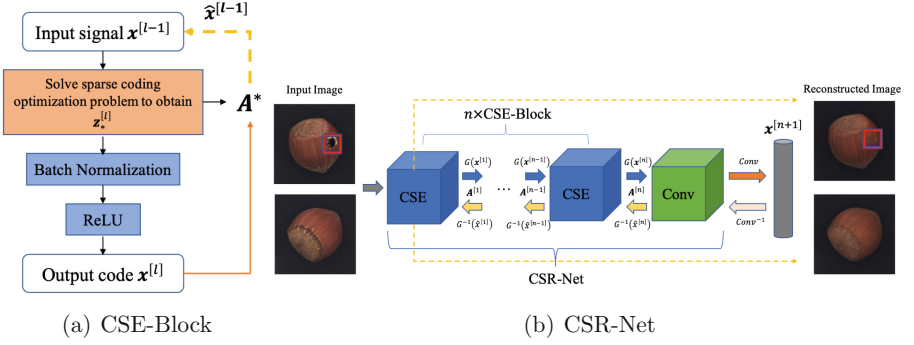 x̂^[l-1]
Input signal x^[l-1]
Solve sparse coding
optimization problem to obtain
z_*^[l]
A*
Batch Normalization
ReLU
Output code x^[l]
(a) CSE-Block
Input Image
Reconstructed Image
n×CSE-Block
x^[n+1]
G(x^[1])
G(x^[n-1])
G(x^[n])
Conv
CSE
A^[1]
...
A^[n-1]
CSE
A^[n]
Conv
G^-1(x̂^[1])
G^-1(x̂^[n-1])
G^-1(x̂^[n])
Conv^-1
CSR-Net
(b) CSR-Net